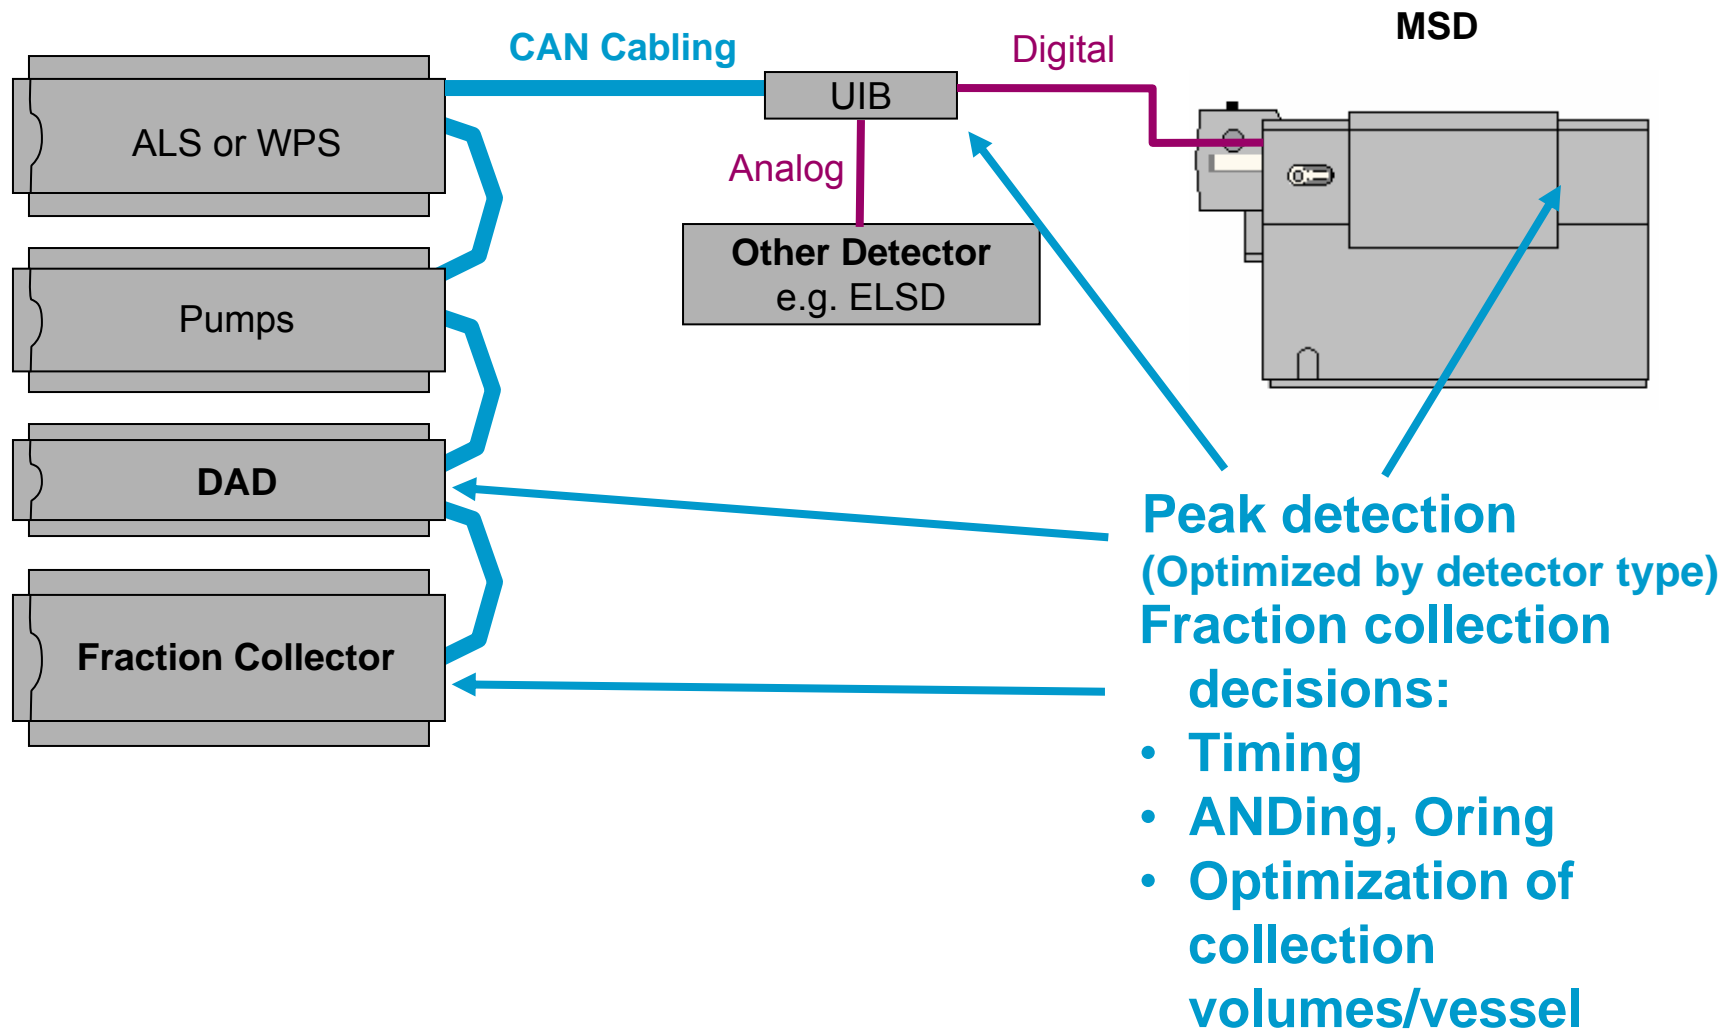 MSD
CAN Cabling
Digital
UIB
ALS or WPS
Analog
Other Detector
e.g. ELSD
Pumps
DAD
Fraction Collector
Peak detection
(Optimized by detector type)
Fraction collection
decisions:
• Timing
• ANDing, Oring
• Optimization of
collection
volumes/vessel